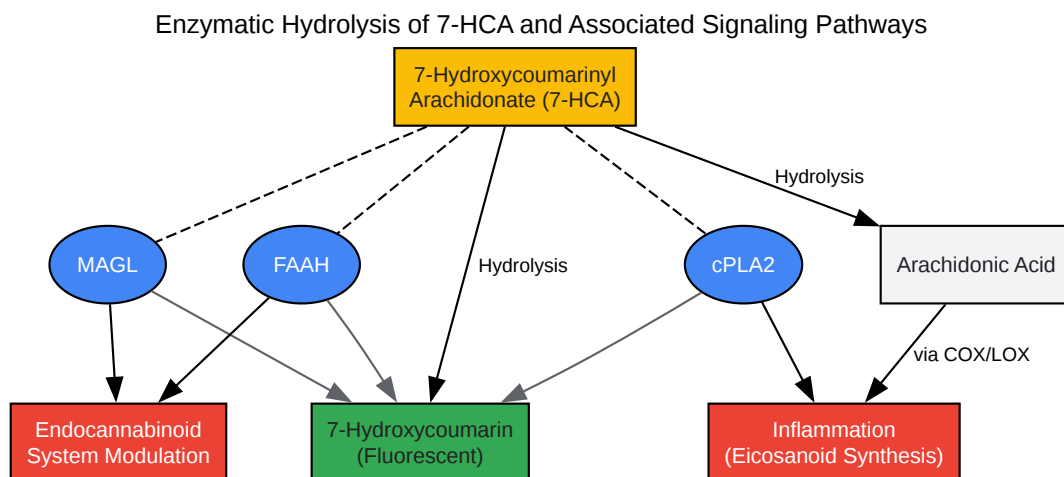 Enzymatic Hydrolysis of 7-HCA and Associated Signaling Pathways
7-Hydroxycoumarinyl
Arachidonate (7-HCA)
Hydrolysis
MAGL
FAAH
Hydrolysis
cPLA2
Arachidonic Acid
via COX/LOX
Endocannabinoid
System Modulation
7-Hydroxycoumarin
(Fluorescent)
Inflammation
(Eicosanoid Synthesis)